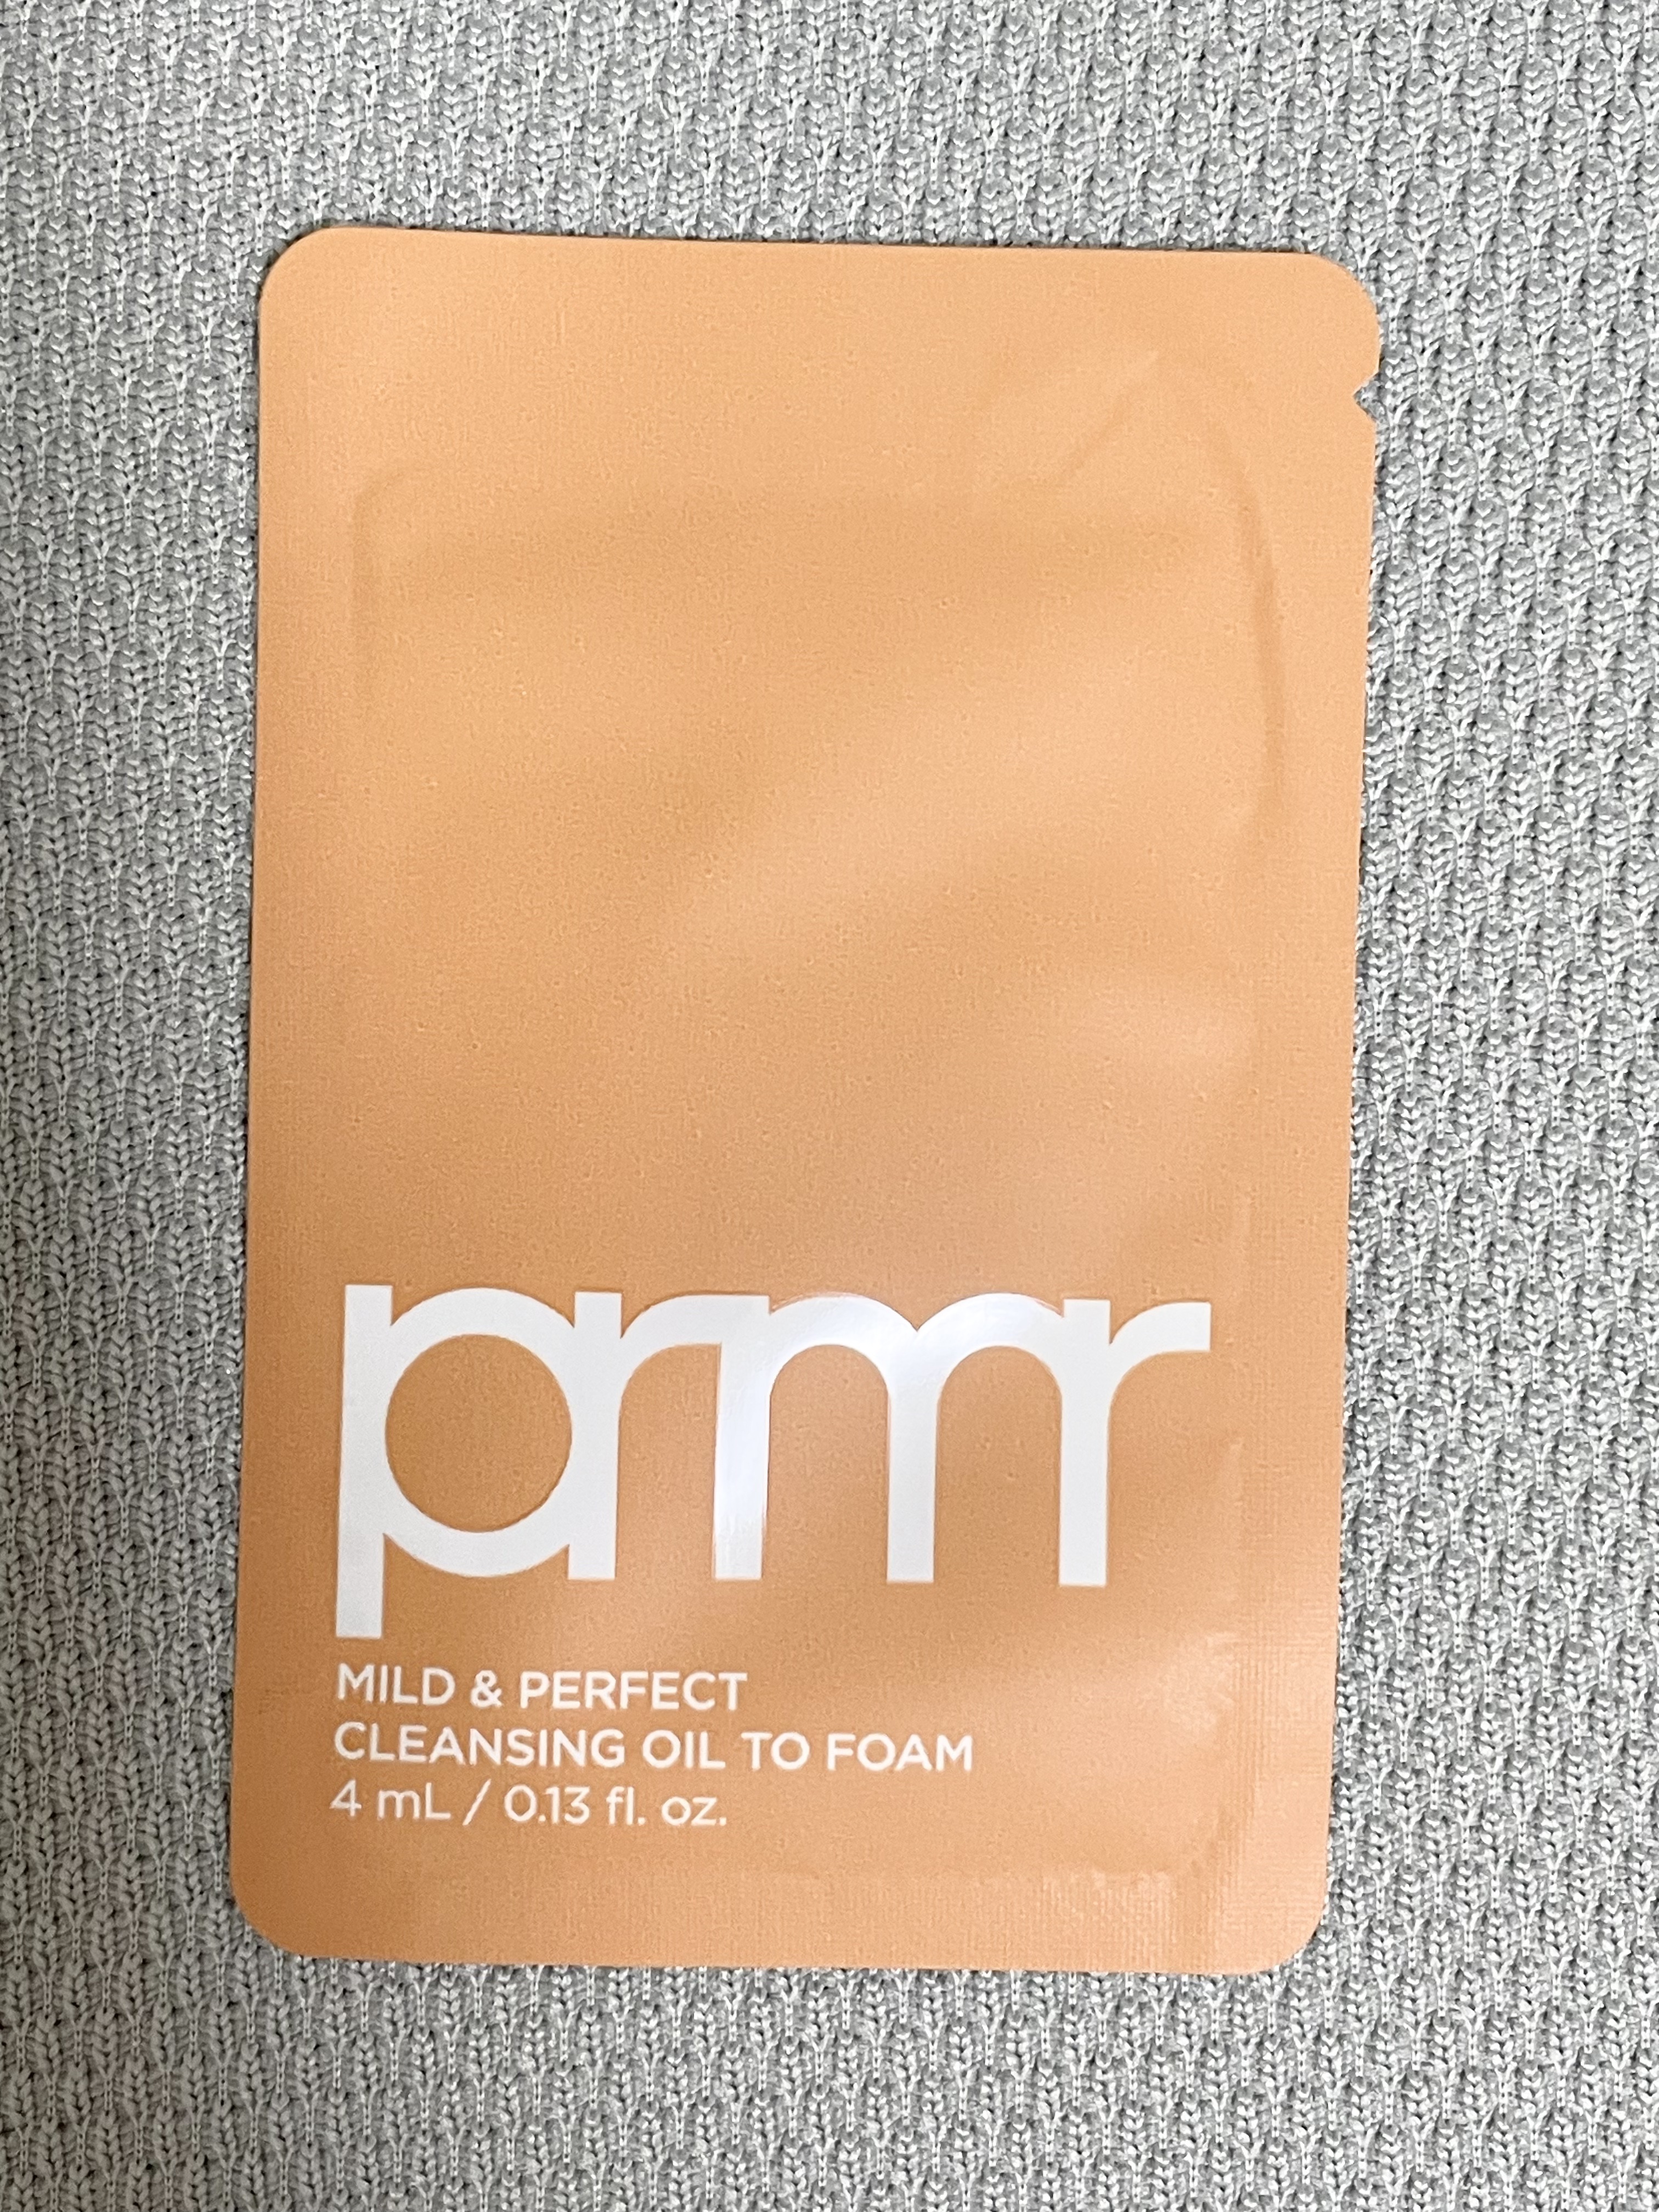 prmr
MILD & PERFECT
CLEANSING OIL TO FOAM
4 mL / 0.13 fl. oz.